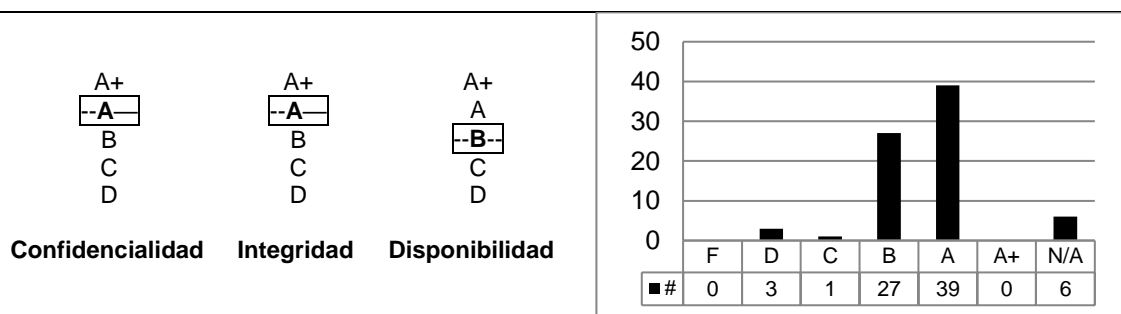 A+ A+ A+
--A— --A— A
B B --B--
C C C
D D D
Confidencialidad Integridad Disponibilidad
50
40
30
20
10
0
F D C B A A+ N/A
# 0 3 1 27 39 0 6